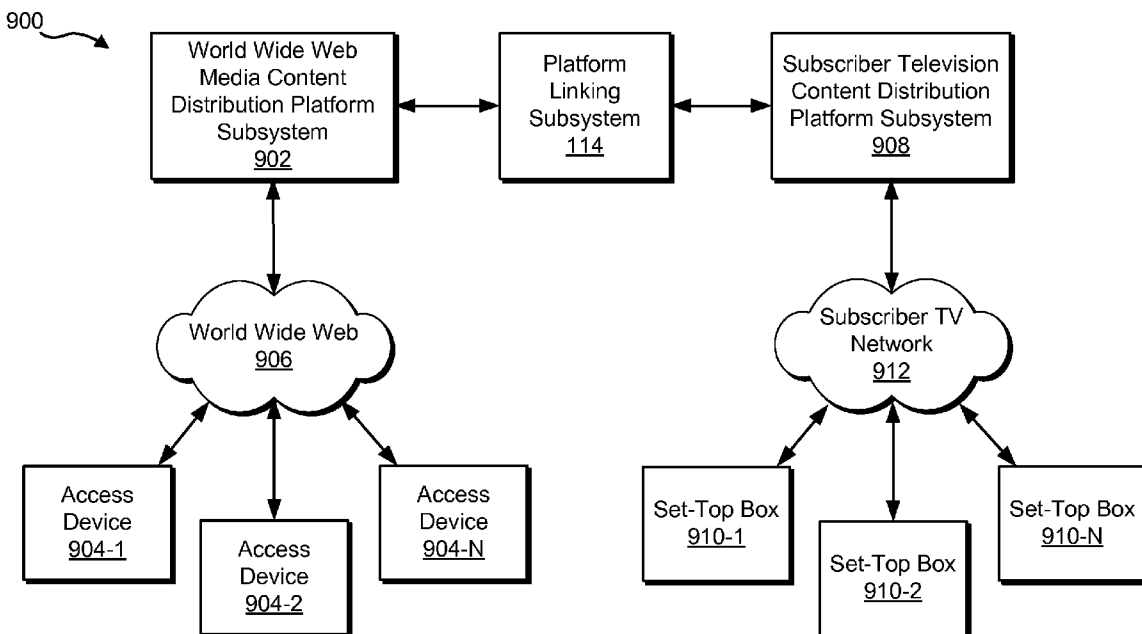 900
World Wide Web
Media Content
Distribution Platform
Subsystem
902
Platform
Linking
Subsystem
114
Subscriber Television
Content Distribution
Platform Subsystem
908
World Wide Web
906
Subscriber TV
Network
912
Access
Device
904-1
Access
Device
904-2
Access
Device
904-N
Set-Top Box
910-1
Set-Top Box
910-2
Set-Top Box
910-N